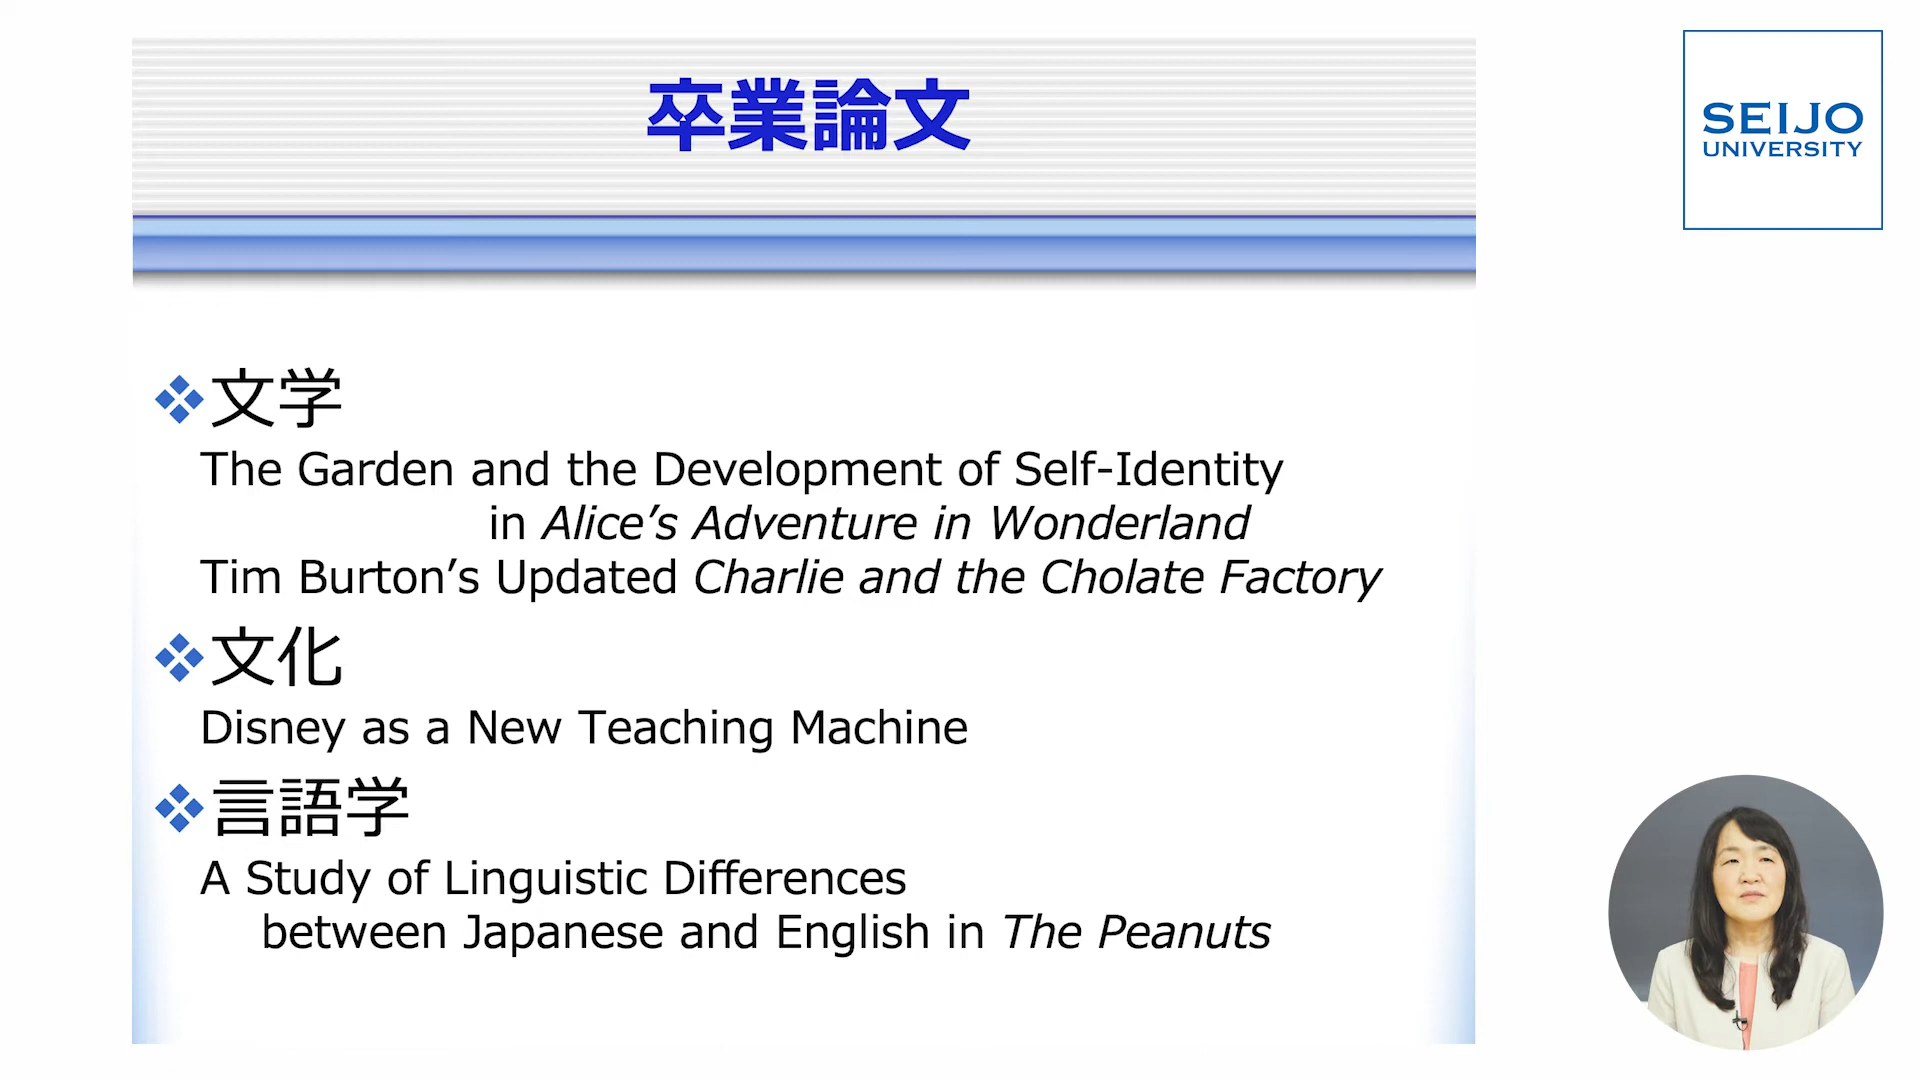 卒業論文
SEIJO
UNIVERSITY
文学
The Garden and the Development of Self-Identity
in Alice’s Adventure in Wonderland
Tim Burton’s Updated Charlie and the Cholate Factory
文化
Disney as a New Teaching Machine
言語学
A Study of Linguistic Differences
between Japanese and English in The Peanuts